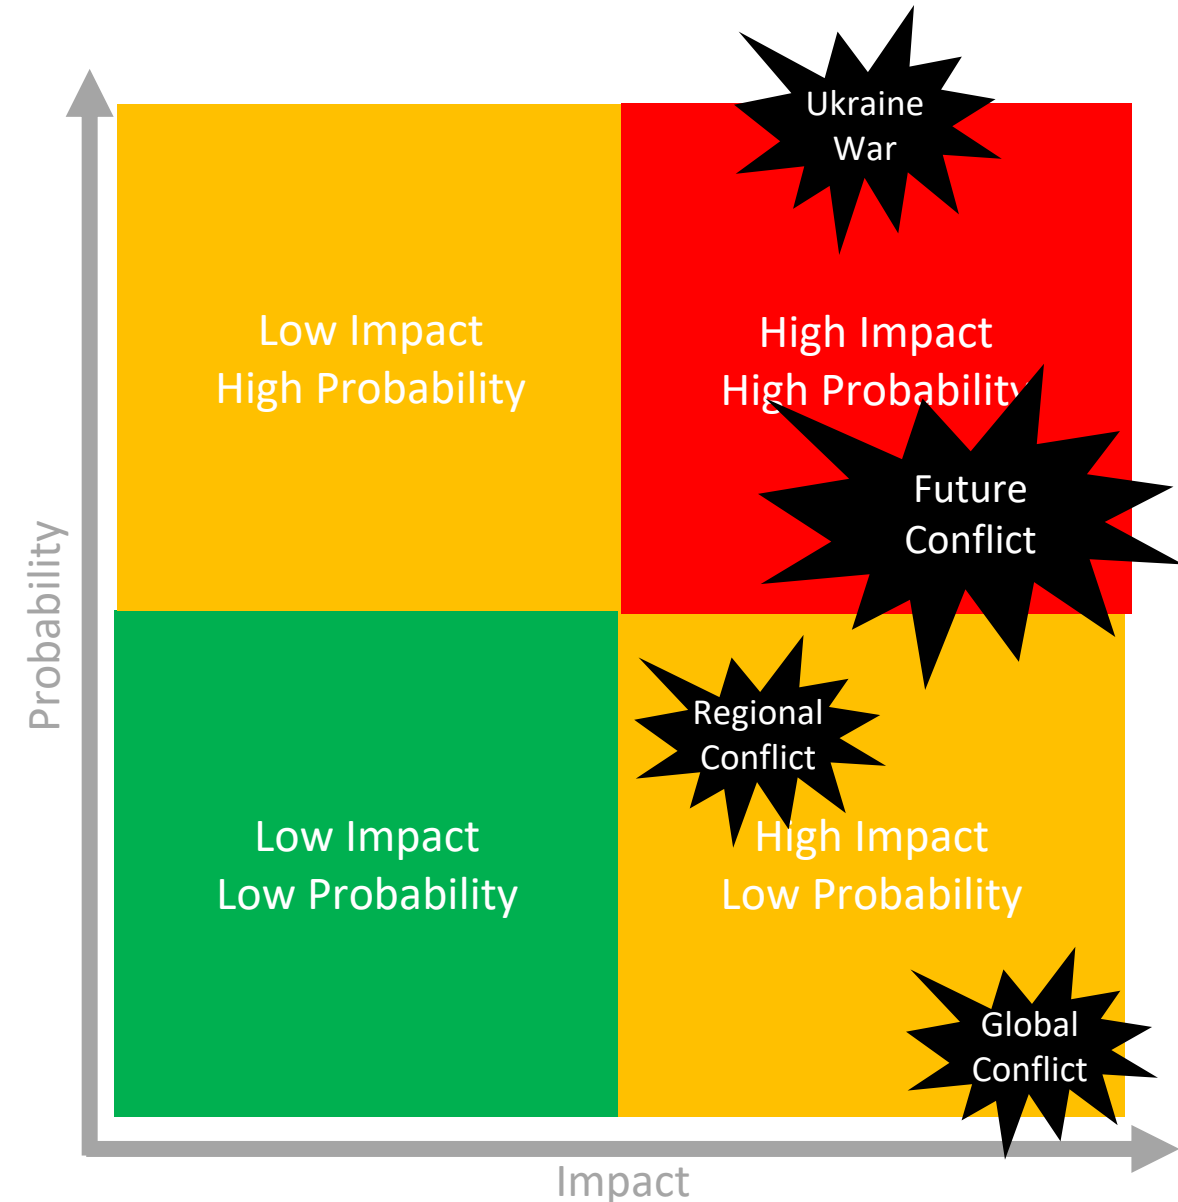 Ukraine
War
Low Impact
High Probability
High Impact
High Probability
Future
Conflict
Probability
Regional
Conflict
Low Impact
Low Probability
High Impact
Low Probability
Global
Conflict
Impact